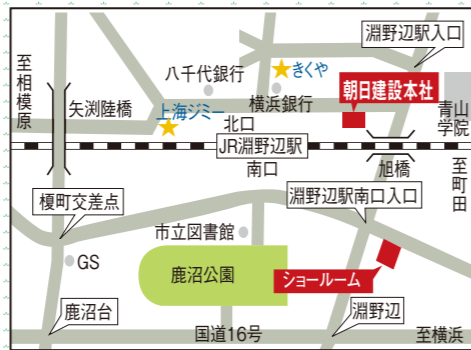 淵野辺駅入口
至相模原
八千代銀行
きくや
朝日建設本社
矢渕陸橋
上海ジミー
横浜銀行
青山学院
北口
JR淵野辺駅
南口
旭橋
至町田
榎町交差点
淵野辺駅南口入口
市立図書館
GS
鹿沼公園
ショールーム
鹿沼台
国道16号
淵野辺
至横浜